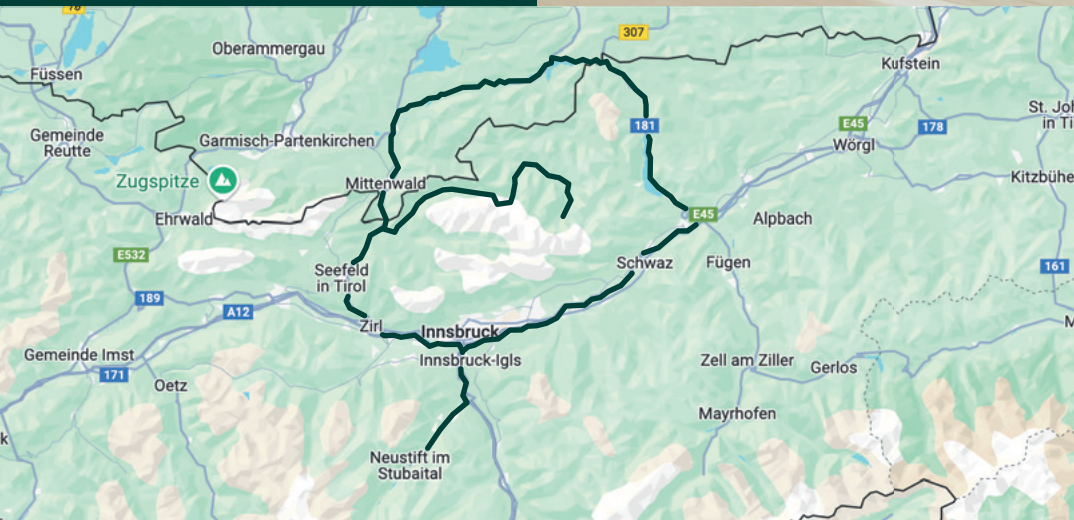 307
Oberammergau
Füssen
Kufstein
Gemeinde
Reutte
Garmisch-Partenkirchen
181
E45
178
St. Joh
in Ti
Wörgl
Zugspitze
Mittenwald
Kitzbühe
Ehrwald
E45
Alpbach
E532
Seefeld
in Tirol
Schwaz
Fügen
161
189
A12
Zirl
Innsbruck
Innsbruck-Igls
Gemeinde Imst
171
Oetz
Zell am Ziller
Gerlos
Mayrhofen
Neustift im
Stubaital